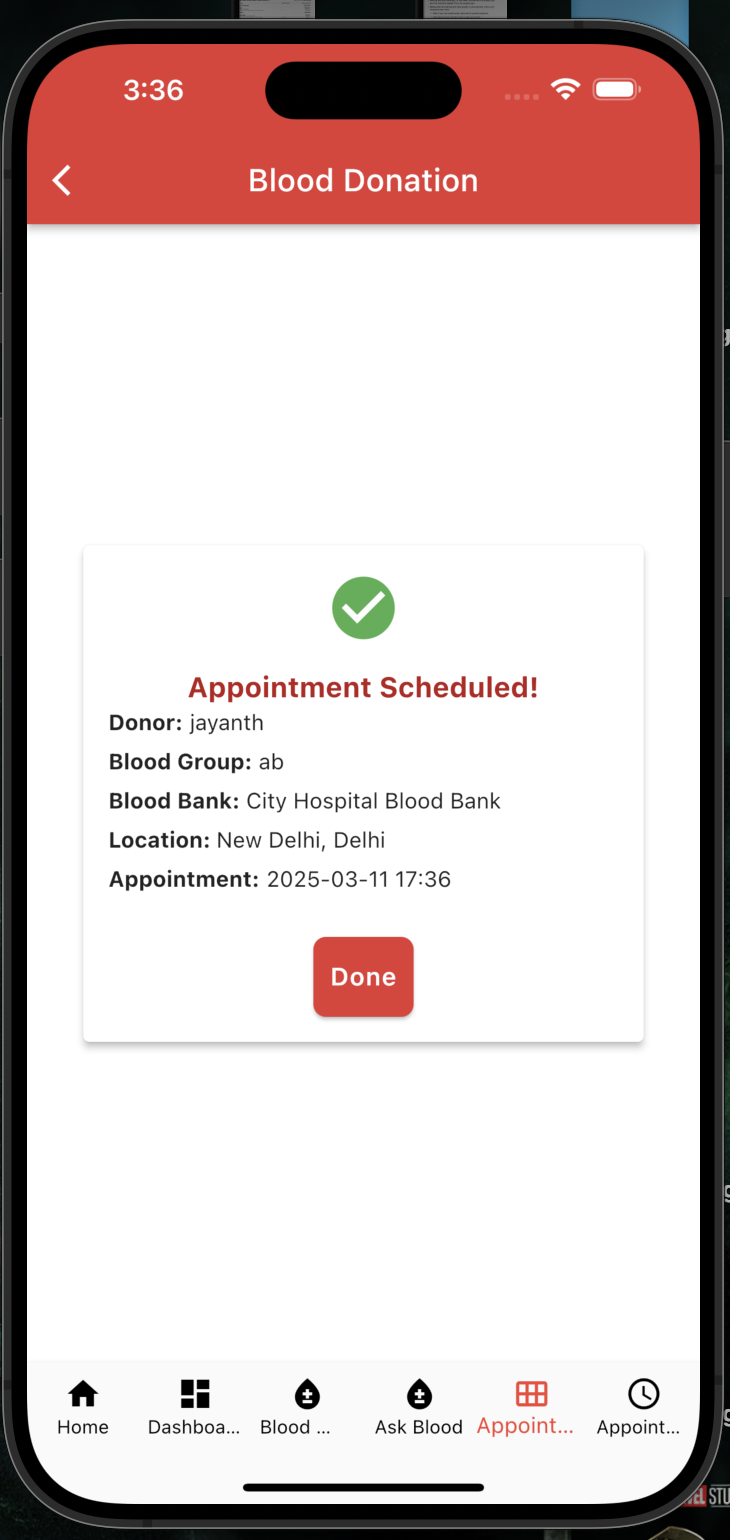 3:36
Blood Donation
Appointment Scheduled!
Donor: jayanth
Blood Group: ab
Blood Bank: City Hospital Blood Bank
Location: New Delhi, Delhi
Appointment: 2025-03-11 17:36
Done
Home
Dashboa...
Blood ...
Ask Blood
Appoint...
Appoint...